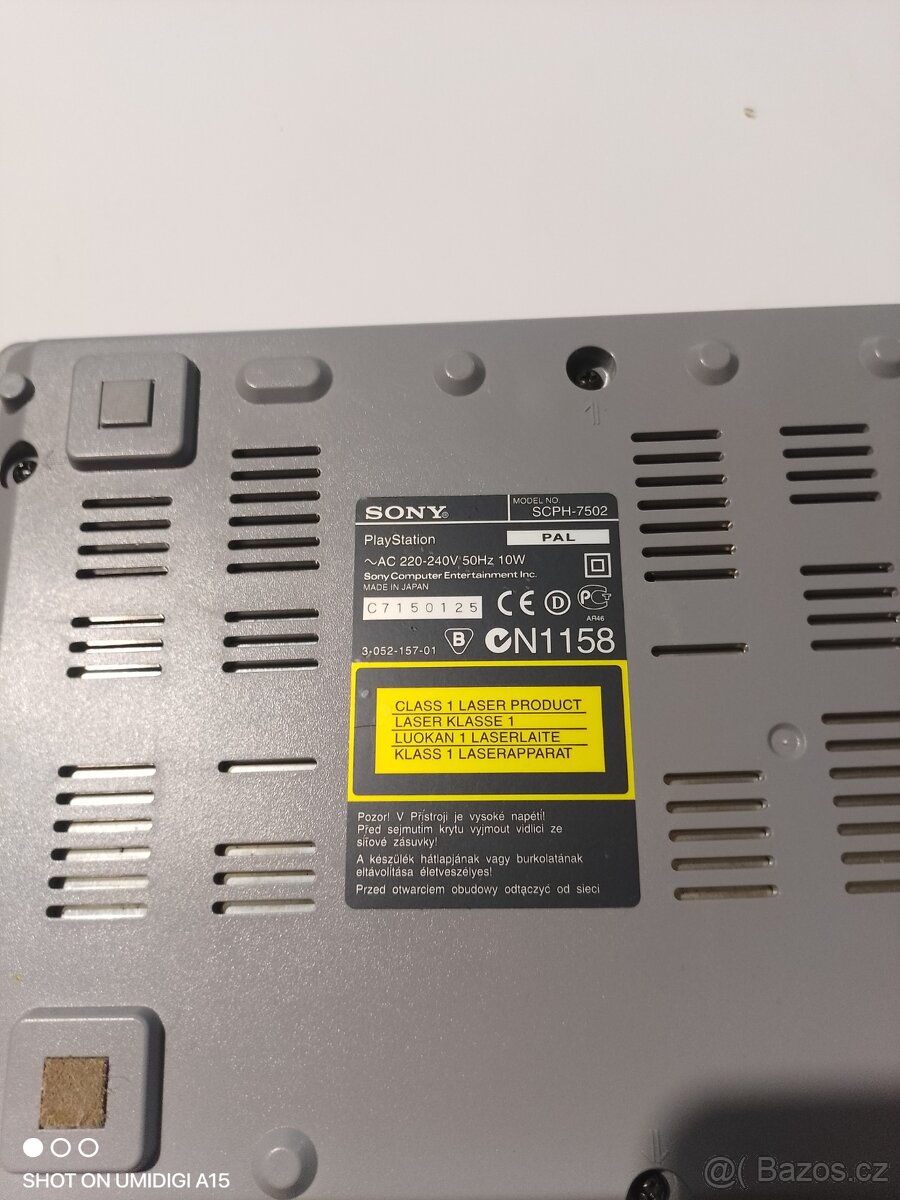 SONY®
MODEL NO.
SCPH-7502
PlayStation
PAL
~AC 220-240V 50Hz 10W
Sony Computer Entertainment Inc.
MADE IN JAPAN
C7150125
CE D PG
AR46
3-052-157-01 B N1158
CLASS 1 LASER PRODUCT
LASER KLASSE 1
LUOKAN 1 LASERLAITE
KLASS 1 LASERAPPARAT
Pozor! V Přístroji je vysoké napětí!
Před sejmutím krytu vyjmout vidlici ze
síťové zásuvky!
A készülék hátlapjának vagy burkolatának
eltávolítása életveszélyes!
Przed otwarciem obudowy odtączyć od sieci
SHOT ON UMIDIGI A15
@( Bazos.cz